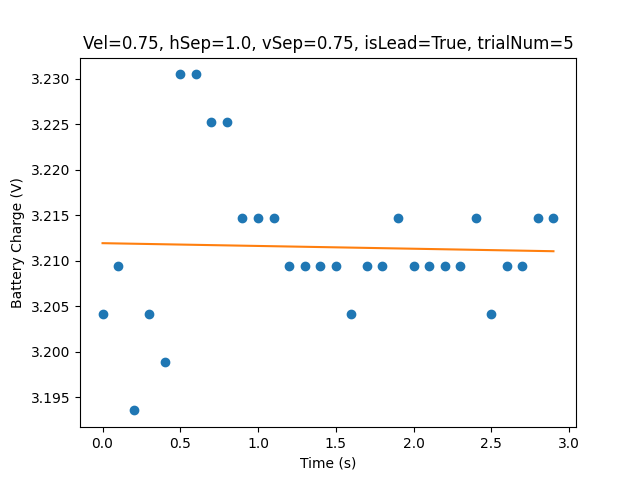 Vel=0.75, hSep=1.0, vSep=0.75, isLead=True, trialNum=5
3.230
3.225
3.220
3.215
3.210
3.205
3.200
3.195
Battery Charge (V)
0.0 0.5 1.0 1.5 2.0 2.5 3.0
Time (s)